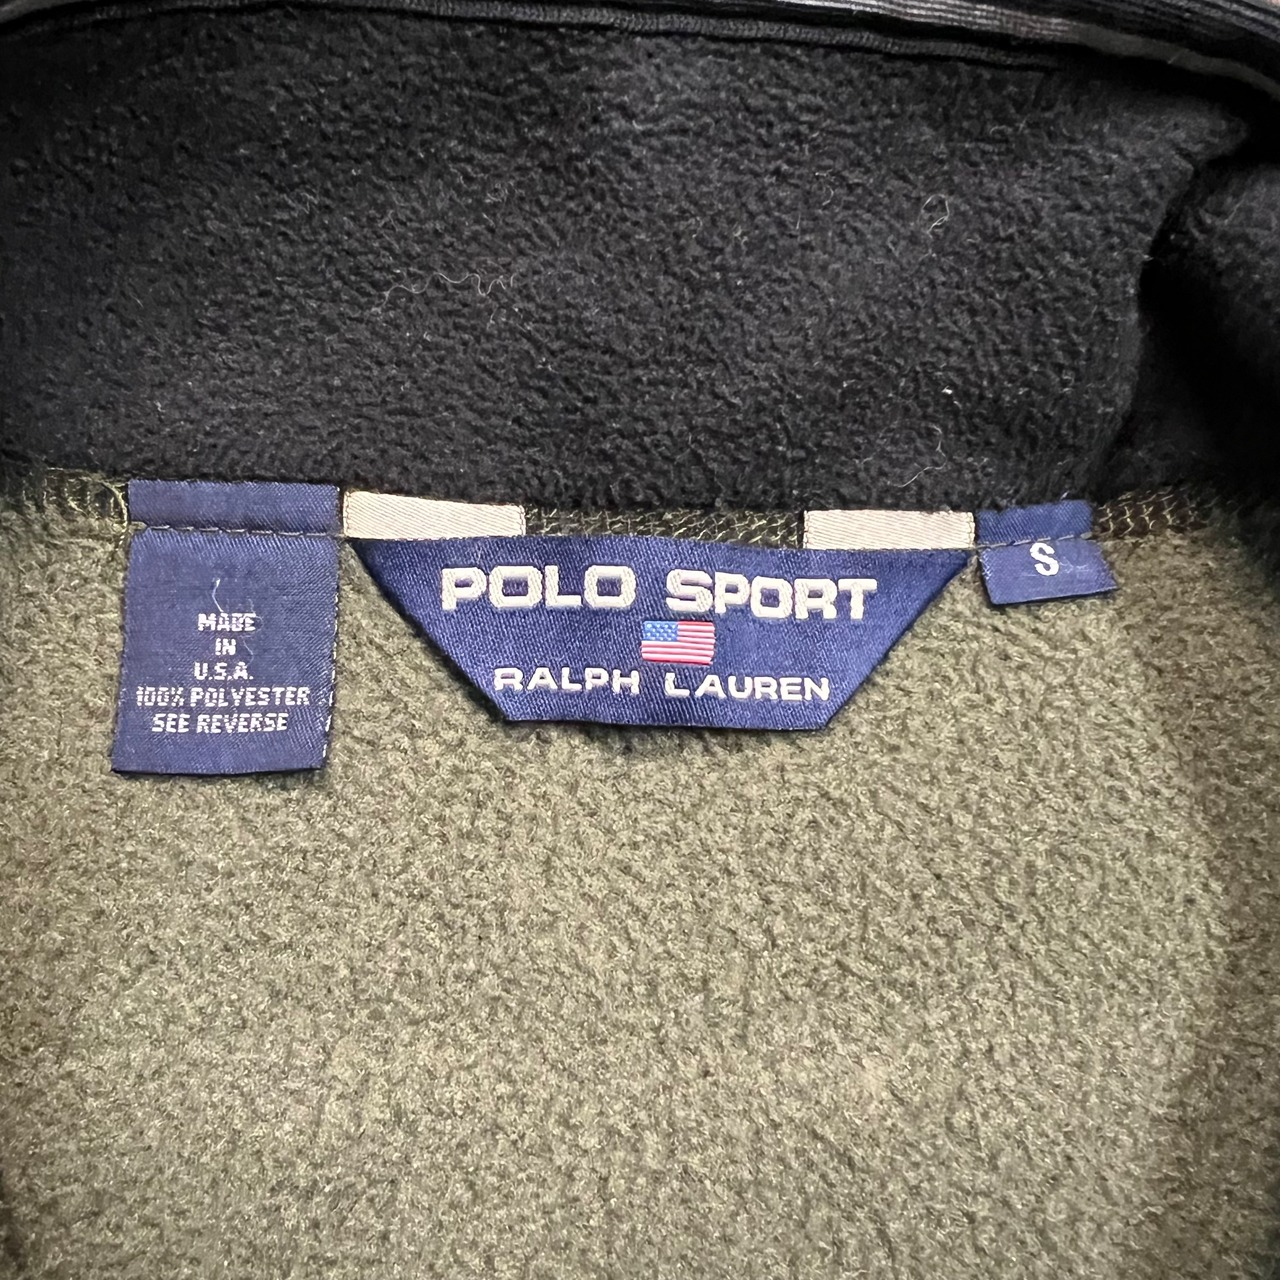 MADE
IN
U.S.A.
100% POLYESTER
SEE REVERSE
POLO SPORT
RALPH LAUREN
S